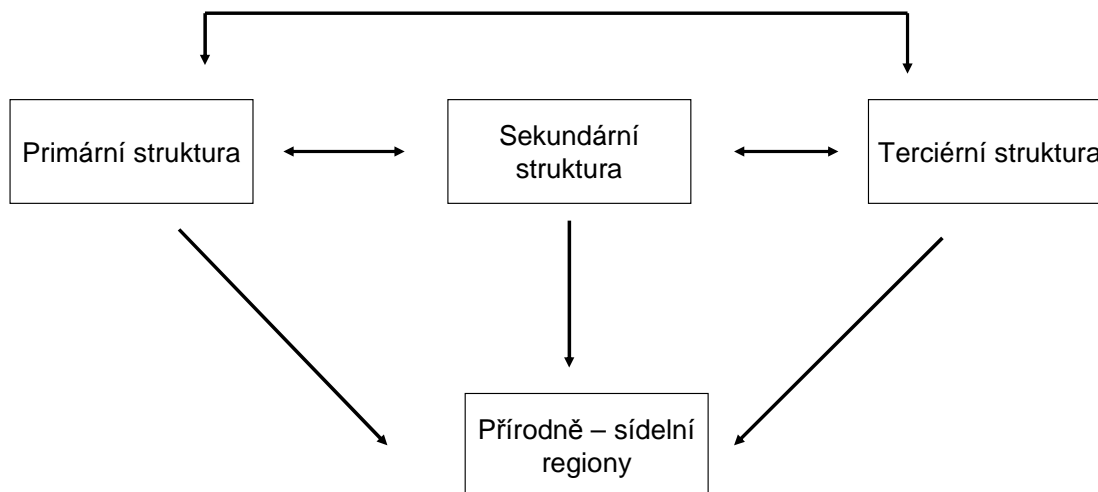 Primární struktura
Sekundární
struktura
Terciérní struktura
Přírodně – sídelní
regiony